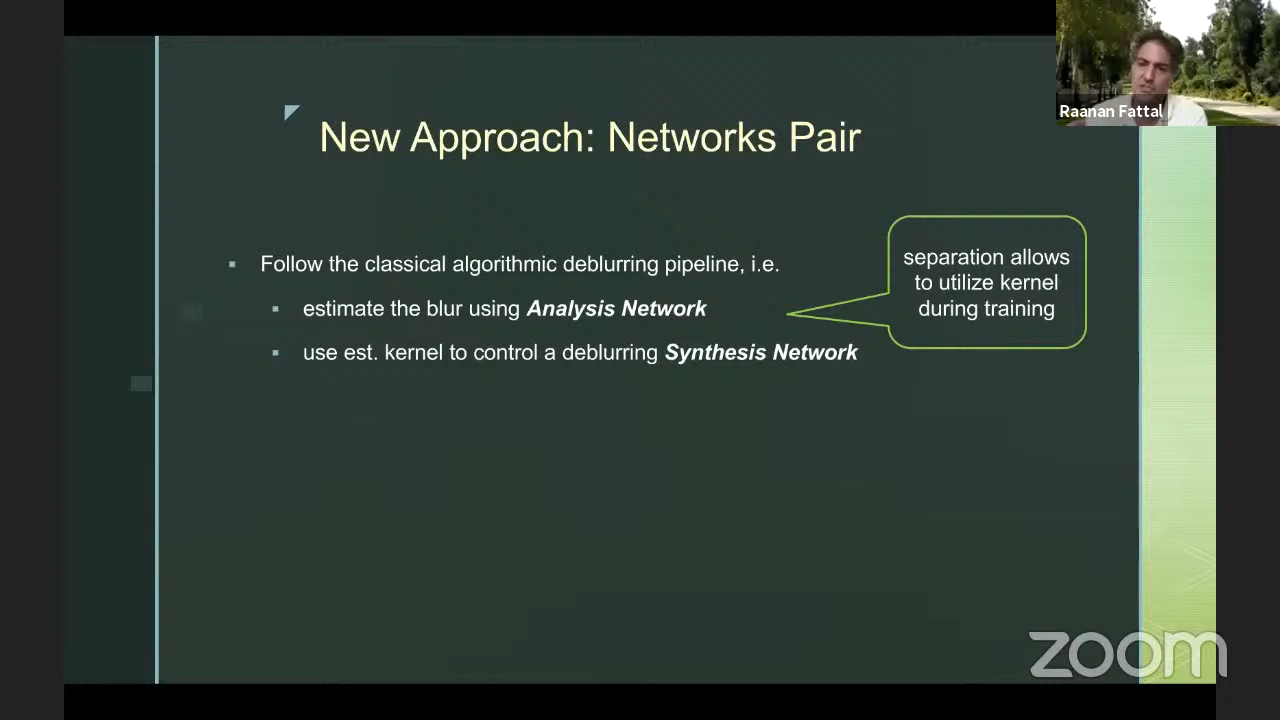 Raanan Fattal
New Approach: Networks Pair
Follow the classical algorithmic deblurring pipeline, i.e.
estimate the blur using Analysis Network
use est. kernel to control a deblurring Synthesis Network
separation allows
to utilize kernel
during training
zoom